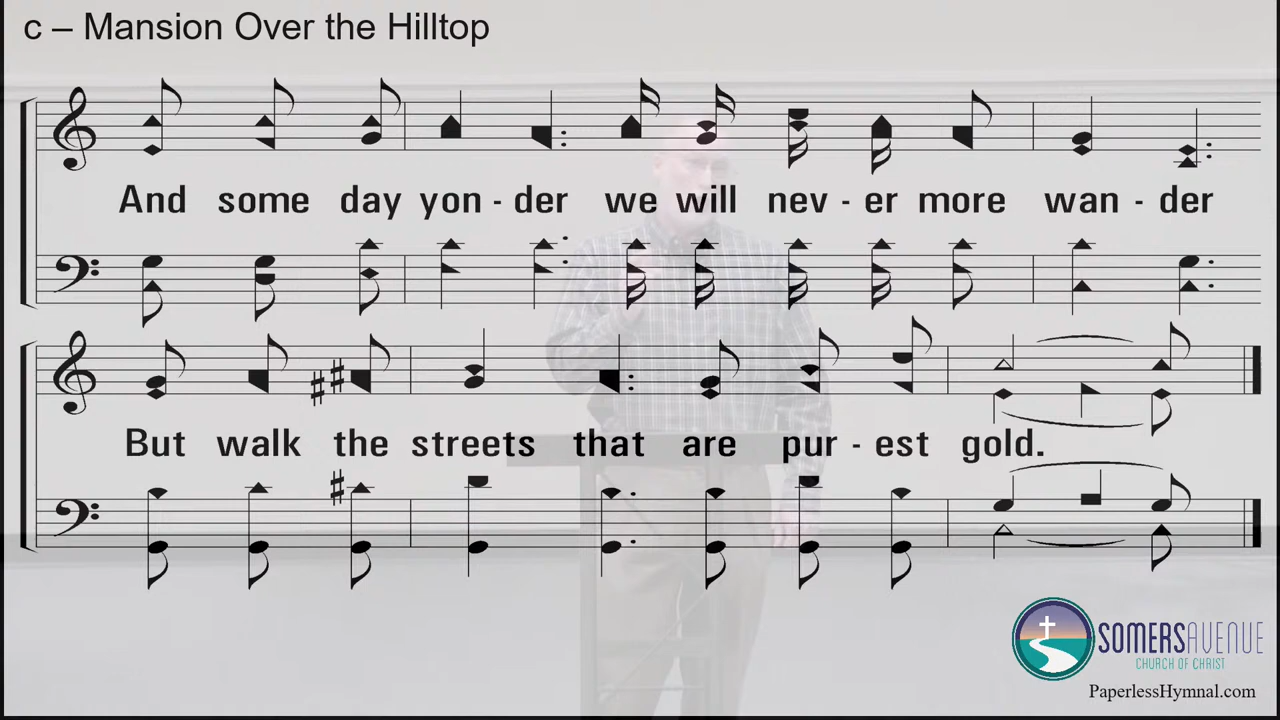 c – Mansion Over the Hilltop
And some day yon - der we will nev - er more wan - der
But walk the streets that are pur - est gold.
SOMERSAVENUE
CHURCH OF CHRIST
PaperlessHymnal.com